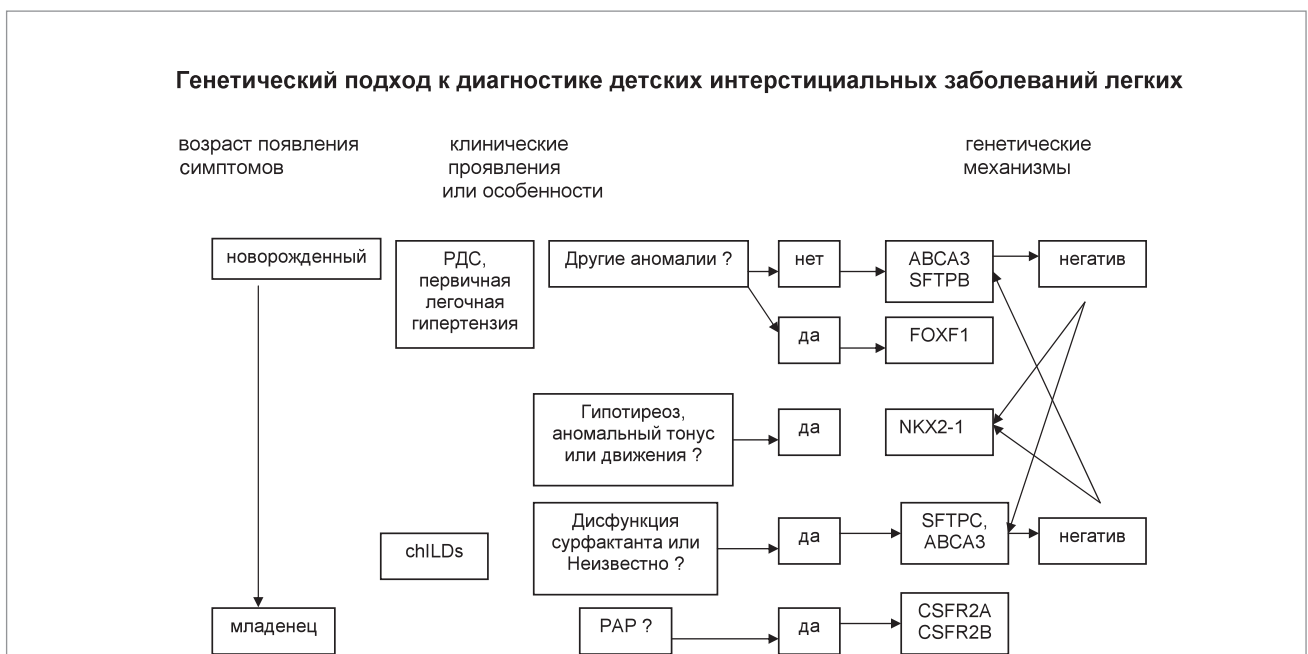 Генетический подход к диагностике детских интерстициальных заболеваний легких
возраст появления
симптомов
клинические
проявления
или особенности
генетические
механизмы
новорожденный
РДС,
первичная
легочная
гипертензия
Другие аномалии ?
нет
ABCA3
SFTPB
негатив
да
FOXF1
Гипотиреоз,
аномальный тонус
или движения ?
да
NKX2-1
chILDs
Дисфункция
сурфактанта или
Неизвестно ?
да
SFTPC,
ABCA3
негатив
младенец
PAP ?
да
CSFR2A
CSFR2B